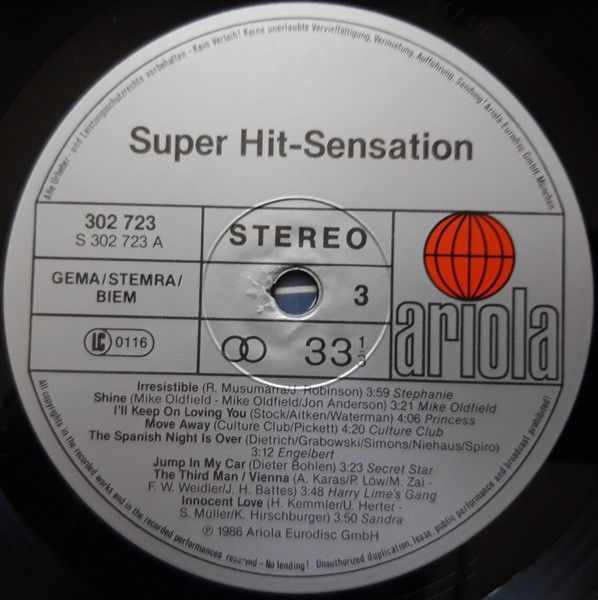 Alle Urheber- und Leistungsschutzrechte vorbehalten - Kein Verleih! Keine unerlaubte Vervielfältigung, Vermietung, Aufführung, Sendung! Ariola-Eurodisc GmbH, München
Super Hit-Sensation
302 723
S 302 723 A
STEREO
GEMA/STEMRA/
BIEM
3
LC 0116
33 1/3
ariola
Irresistible (R. Musumarra/J. Robinson) 3:59 Stephanie
Shine (Mike Oldfield - Mike Oldfield/Jon Anderson) 3:21 Mike Oldfield
I'll Keep On Loving You (Stock/Aitken/Waterman) 4:06 Princess
Move Away (Culture Club/Pickett) 4:20 Culture Club
The Spanish Night Is Over (Dietrich/Grabowski/Simons/Niehaus/Spiro)
3:12 Engelbert
Jump In My Car (Dieter Bohlen) 3:23 Secret Star
The Third Man / Vienna (A. Karas/P. Löw/M. Zai -
F. W. Weidler/J. H. Battes) 3:48 Harry Lime's Gang
Innocent Love (H. Kemmler/U. Herter -
S. Müller/K. Hirschburger) 3:50 Sandra
℗ 1986 Ariola Eurodisc GmbH
All copyrights in the recorded works and in the recorded performances reserved - No lending! Unauthorized duplication, lease, public performance and broadcast prohibited!